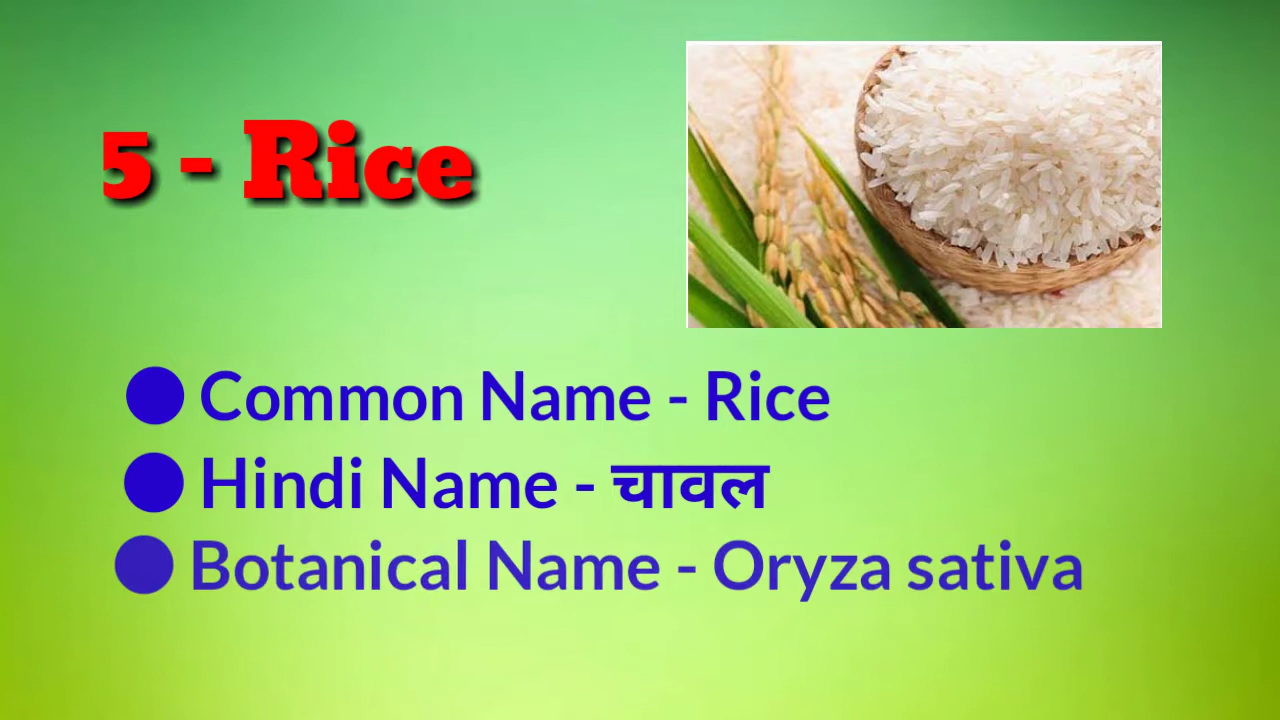 5 - Rice
● Common Name - Rice
● Hindi Name - चावल
● Botanical Name - Oryza sativa